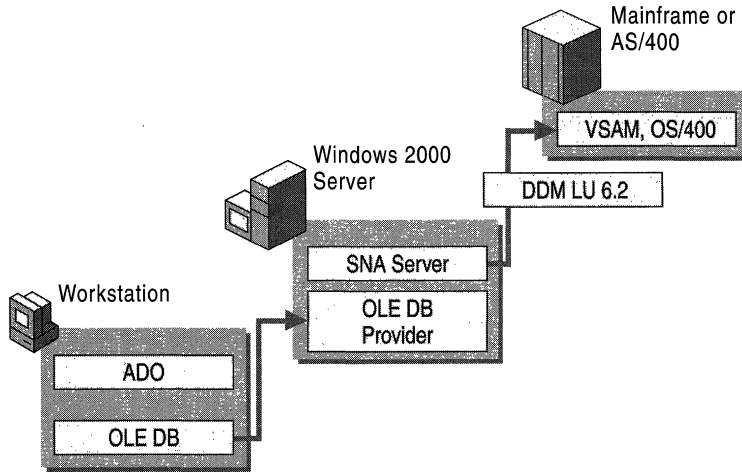 Mainframe or
AS/400
VSAM, OS/400
Windows 2000
Server
DDM LU 6.2
SNA Server
OLE DB
Provider
Workstation
ADO
OLE DB